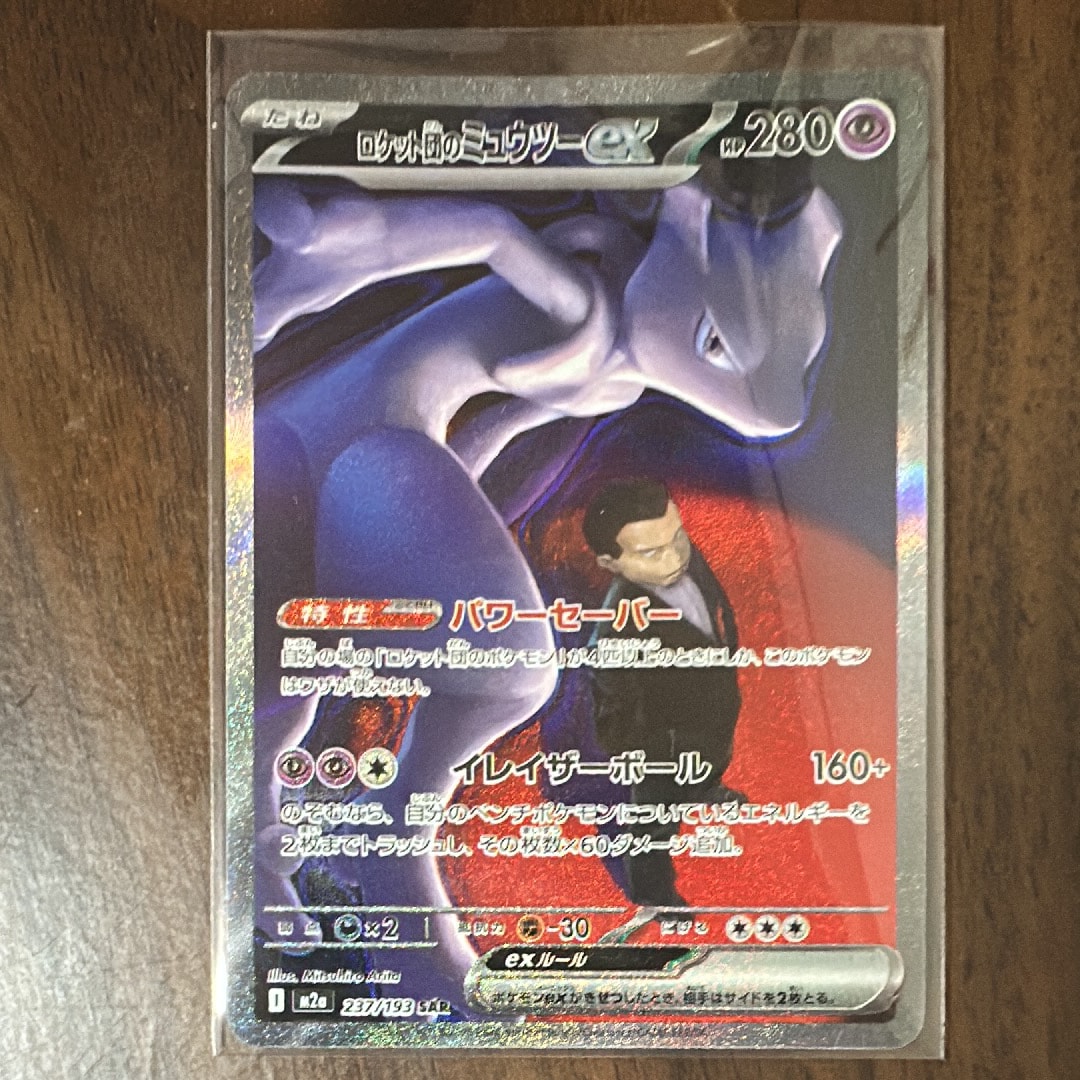 たね
ロケット団のミュウツーex
HP280
特性 パワーセーバー
自分の場の「ロケット団のポケモン」が4匹以上のときにしか、このポケモン
はワザが使えない。
イレイザーボール 160+
のぞむなら、自分のベンチポケモンについているエネルギーを
2枚までトラッシュし、その枚数×60ダメージ追加。
弱点 ×2 抵抗力 -30 にげる
exルール
Illus. Mitsuhiro Arita
ポケモンexがきぜつしたとき、相手はサイドを2枚とる。
I M2a 237/193 SAR